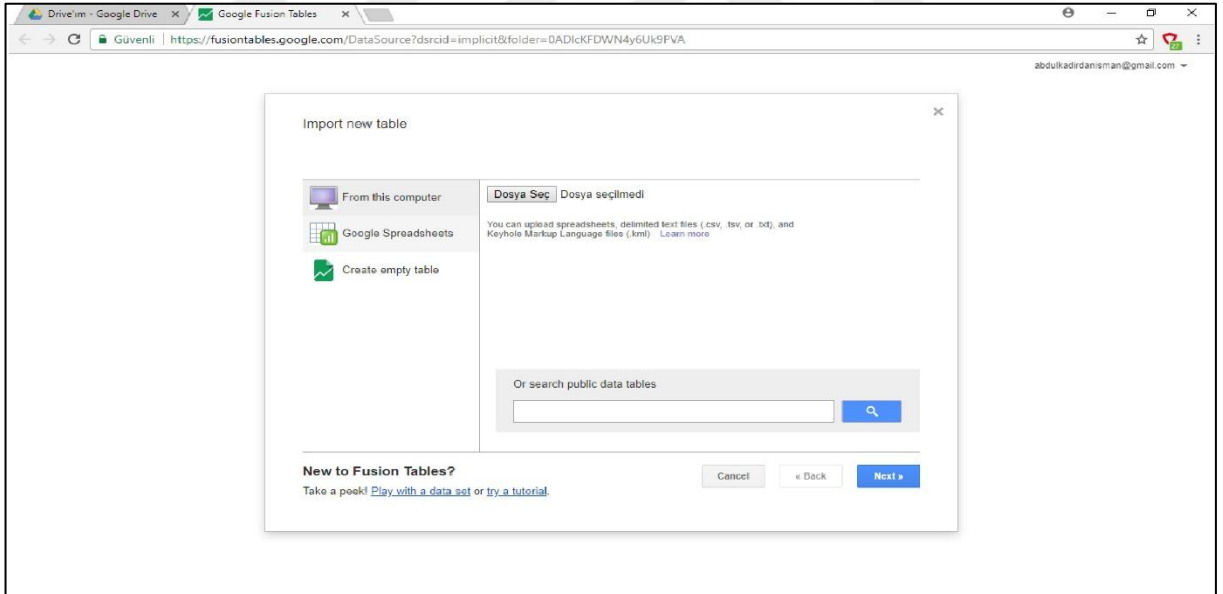 Drive'ım - Google Drive
Google Fusion Tables
Güvenli | https://fusiontables.google.com/DataSource?dsrcid=implicit&folder=0ADIcKFDWN4y6Uk9PVA
27
abdulkadirdanisman@gmail.com
Import new table
From this computer
Dosya Seç Dosya seçilmedi
You can upload spreadsheets, delimited text files (.csv, .tsv, or .txt), and
Keyhole Markup Language files (.kml) Learn more
Google Spreadsheets
Create empty table
Or search public data tables
New to Fusion Tables?
Take a peek! Play with a data set or try a tutorial.
Cancel
« Back
Next »